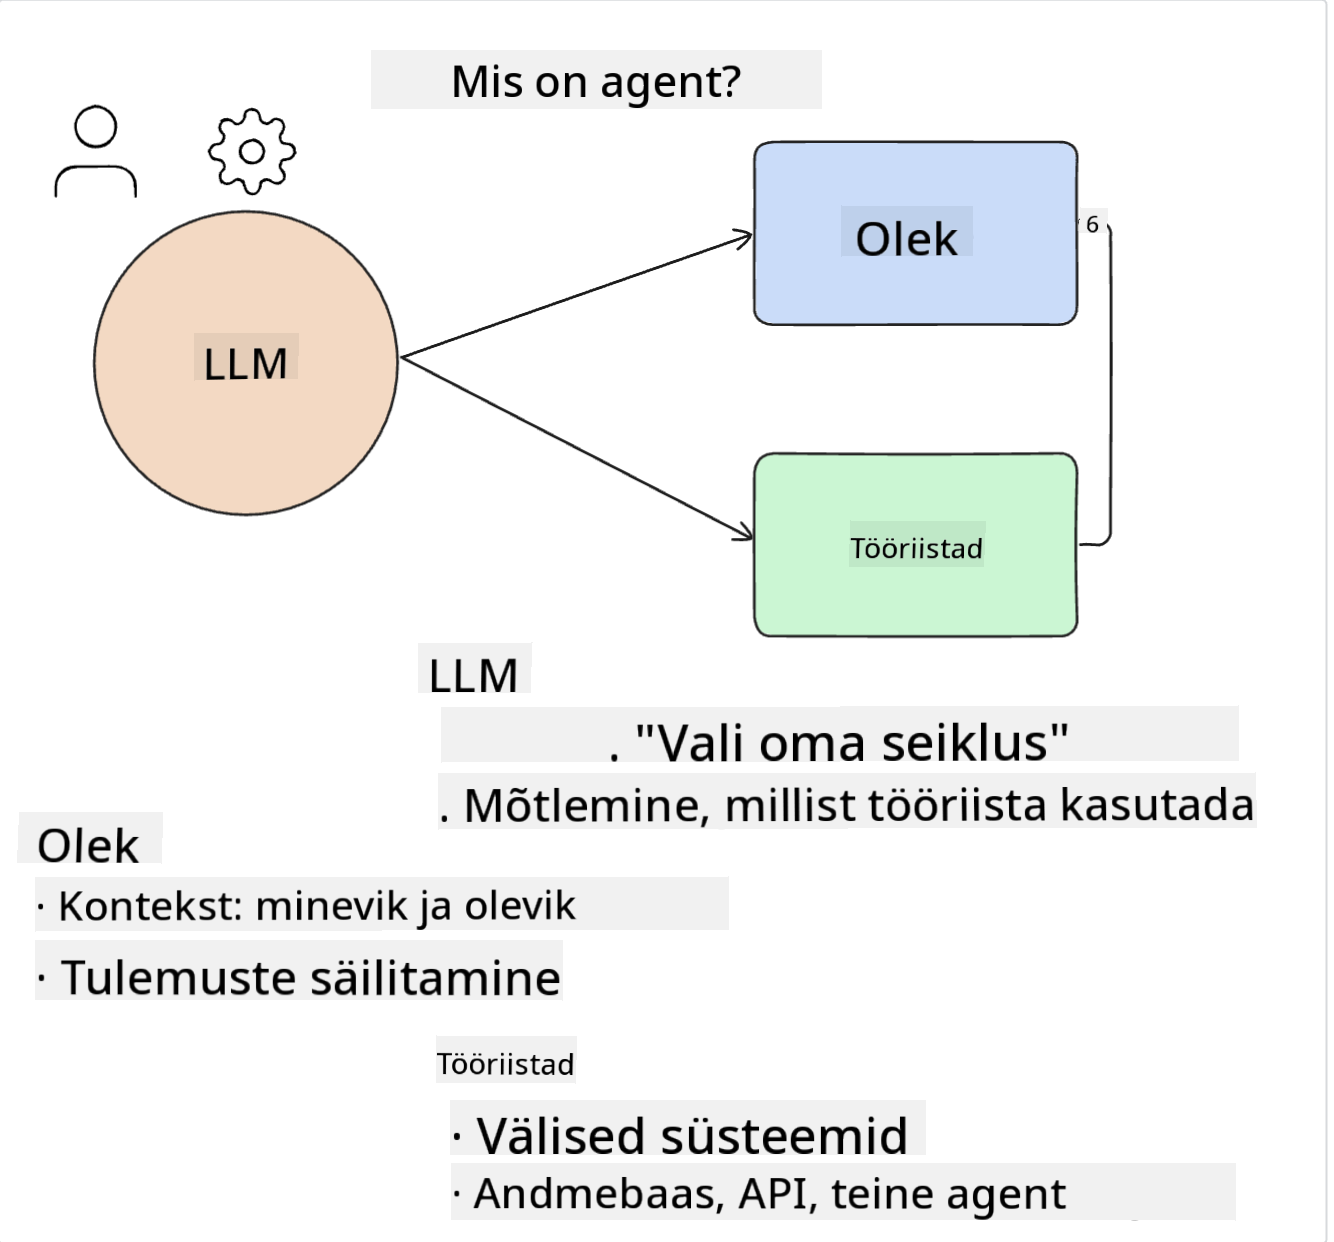 Mis on agent?
Olek
6
LLM
Tööriistad
LLM
. "Vali oma seiklus"
. Mõtlemine, millist tööriista kasutada
Olek
· Kontekst: minevik ja olevik
· Tulemuste säilitamine
Tööriistad
· Välised süsteemid
· Andmebaas, API, teine agent